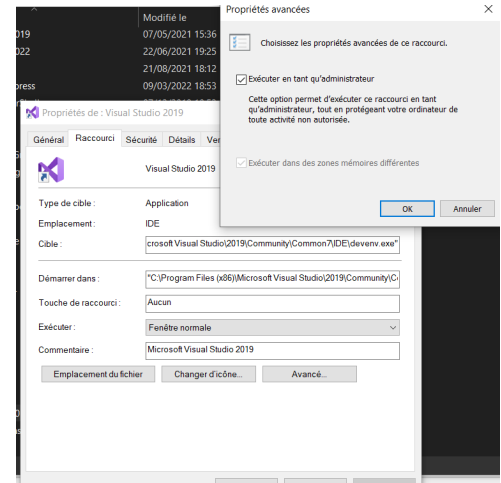 Propriétés avancées
Modifié le
019
07/05/2021 15:36
022
22/06/2021 19:25
21/08/2021 18:12
press
09/03/2022 18:53
Choisissez les propriétés avancées de ce raccourci.
Exécuter en tant qu'administrateur
Cette option permet d'exécuter ce raccourci en tant
qu'administrateur, tout en protégeant votre ordinateur de
toute activité non autorisée.
Exécuter dans des zones mémoires différentes
OK
Annuler
Propriétés de : Visual Studio 2019
Général
Raccourci
Sécurité
Détails
Ver
Visual Studio 2019
Type de cible :
Application
Emplacement :
IDE
Cible :
crosoft Visual Studio\2019\Community\Common7\IDE\devenv.exe"
Démarrer dans :
"C:\Program Files (x86)\Microsoft Visual Studio\2019\Community\C
Touche de raccourci :
Aucun
Exécuter :
Fenêtre normale
Commentaire :
Microsoft Visual Studio 2019
Emplacement du fichier
Changer d'icône...
Avancé...